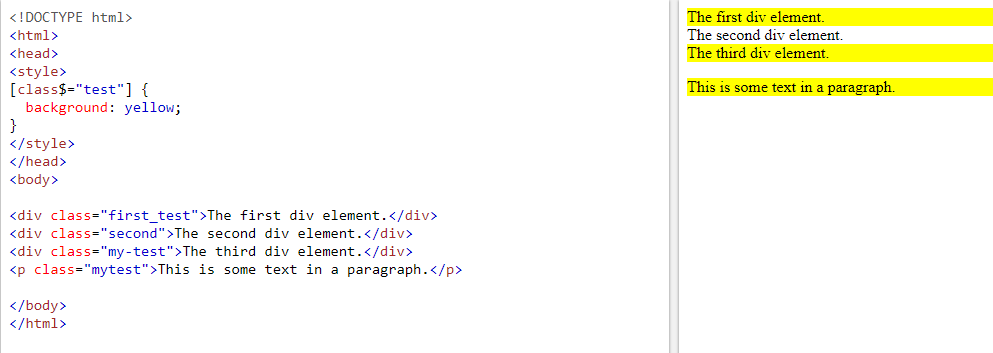 <!DOCTYPE html>
<html>
<head>
<style>
[class$="test"] {
  background: yellow;
}
</style>
</head>
<body>

<div class="first_test">The first div element.</div>
<div class="second">The second div element.</div>
<div class="my-test">The third div element.</div>
<p class="mytest">This is some text in a paragraph.</p>

</body>
</html>
The first div element.
The second div element.
The third div element.
This is some text in a paragraph.